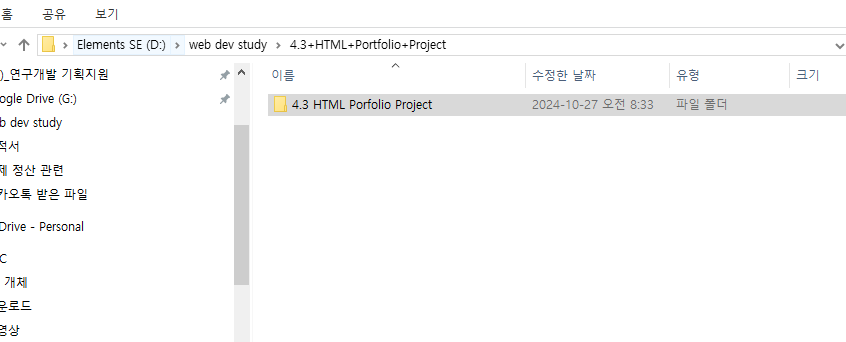 홈 공유 보기
Elements SE (D:) web dev study 4.3+HTML+Portfolio+Project
이름 수정한 날짜 유형 크기
4.3 HTML Porfolio Project 2024-10-27 오전 8:33 파일 폴더
)_연구개발 기획지원
ogle Drive (G:)
b dev study
적서
제 정산 관련
카오톡 받은 파일
Drive - Personal
C
개체
운로드
영상